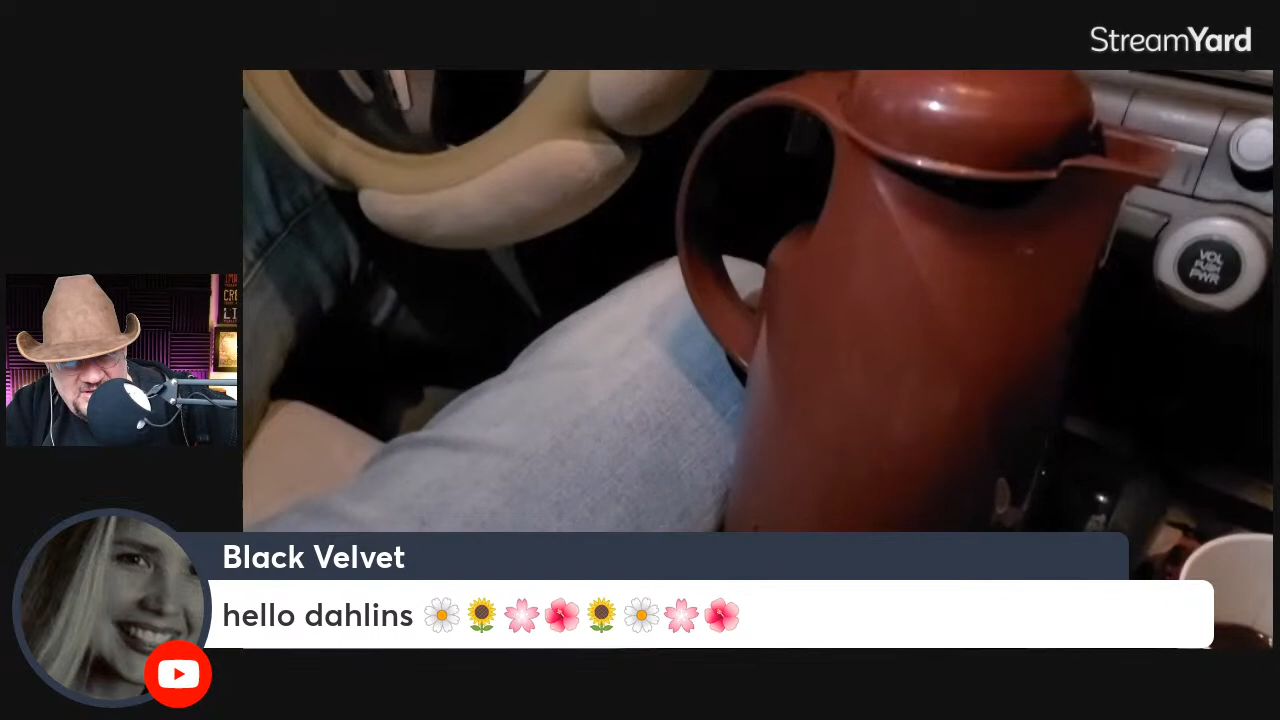 StreamYard
VOL
PUSH
PWR
Black Velvet
hello dahlins 🌼🌻🌸🌺🌻🌼🌸🌺